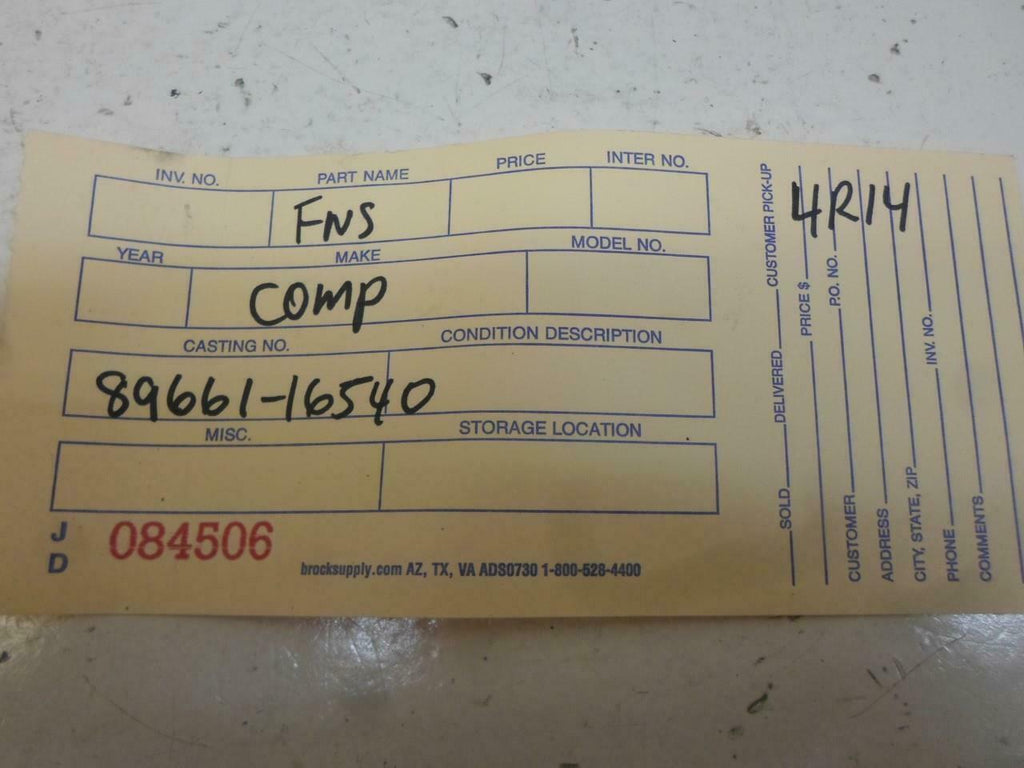 INV. NO. PART NAME PRICE INTER NO.
FNS
YEAR MAKE MODEL NO.
COMP
CASTING NO. CONDITION DESCRIPTION
89661-16540
MISC. STORAGE LOCATION
J D 084506
brocksupply.com AZ, TX, VA ADS0730 1-800-528-4400
4R14
SOLD DELIVERED CUSTOMER PICK-UP
PRICE $
CUSTOMER P.O. NO.
ADDRESS
CITY, STATE, ZIP
PHONE INV. NO.
COMMENTS